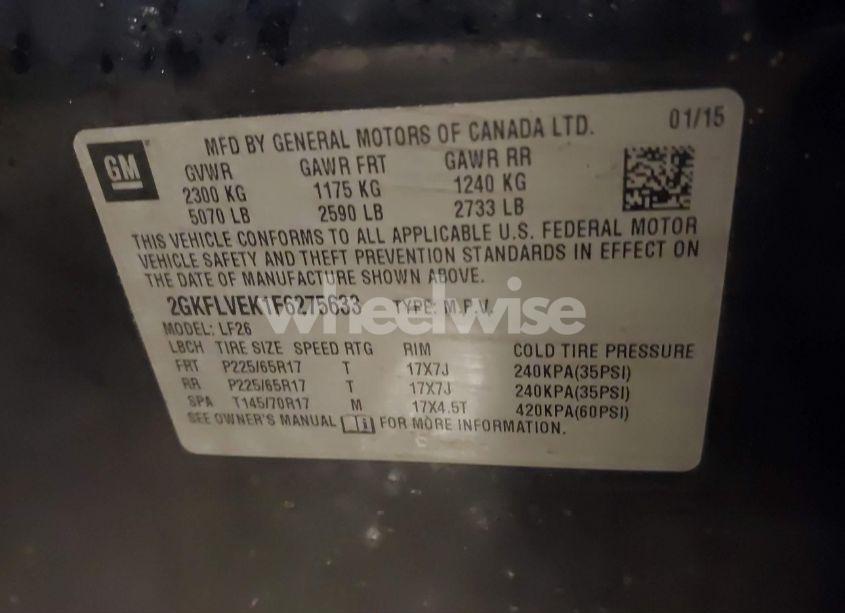 GM
MFD BY GENERAL MOTORS OF CANADA LTD. 01/15
GVWR GAWR FRT GAWR RR
2300 KG 1175 KG 1240 KG
5070 LB 2590 LB 2733 LB
THIS VEHICLE CONFORMS TO ALL APPLICABLE U.S. FEDERAL MOTOR
VEHICLE SAFETY AND THEFT PREVENTION STANDARDS IN EFFECT ON
THE DATE OF MANUFACTURE SHOWN ABOVE.
2GKFLVEK1F6275633 TYPE: M.P.V.
wheelwise
MODEL: LF26
LBCH TIRE SIZE SPEED RTG RIM COLD TIRE PRESSURE
FRT P225/65R17 T 17X7J 240KPA(35PSI)
RR P225/65R17 T 17X7J 240KPA(35PSI)
SPA T145/70R17 M 17X4.5T 420KPA(60PSI)
SEE OWNER'S MANUAL i FOR MORE INFORMATION.